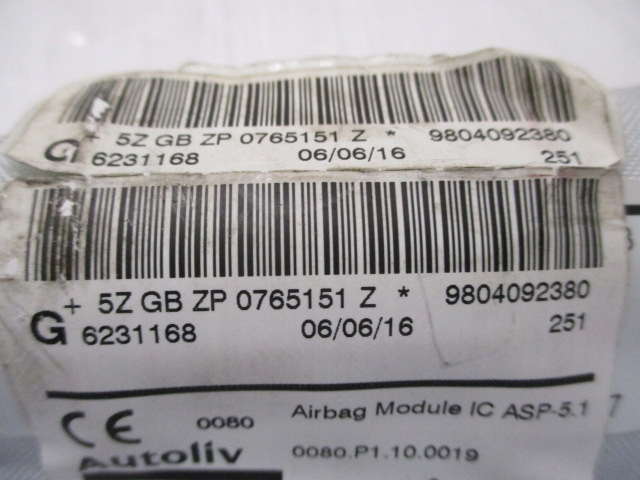 + 5Z GB ZP 0765151 Z * 9804092380
G 6231168 06/06/16 251
+ 5Z GB ZP 0765151 Z * 9804092380
G 6231168 06/06/16 251
CE 0080 Airbag Module IC ASP-5.1
Autoliv 0080.P1.10.0019